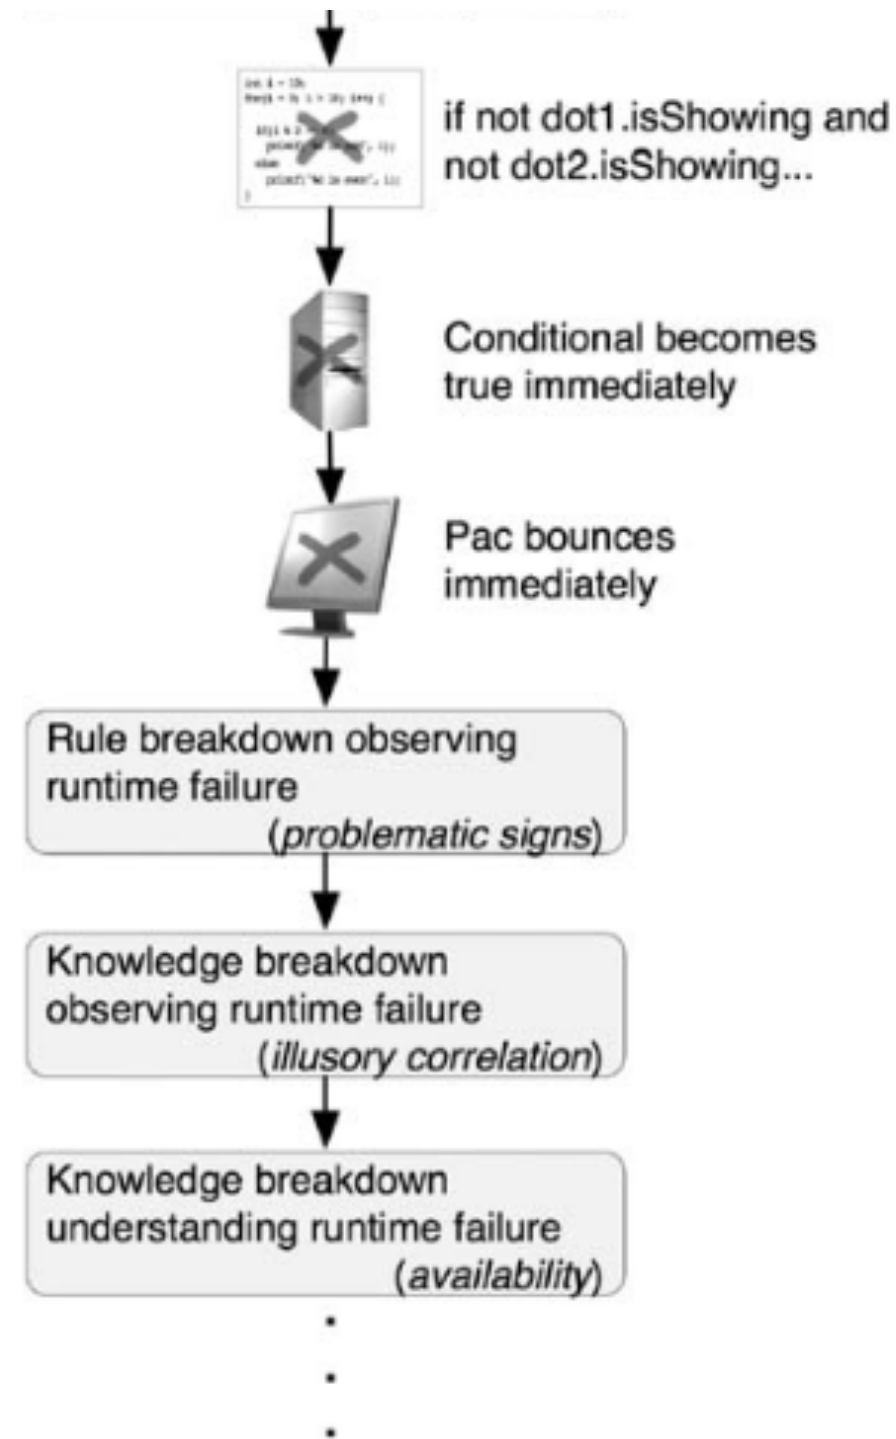 if not dot1.isShowing and
not dot2.isShowing...
Conditional becomes
true immediately
Pac bounces
immediately
Rule breakdown observing
runtime failure
(problematic signs)
Knowledge breakdown
observing runtime failure
(illusory correlation)
Knowledge breakdown
understanding runtime failure
(availability)